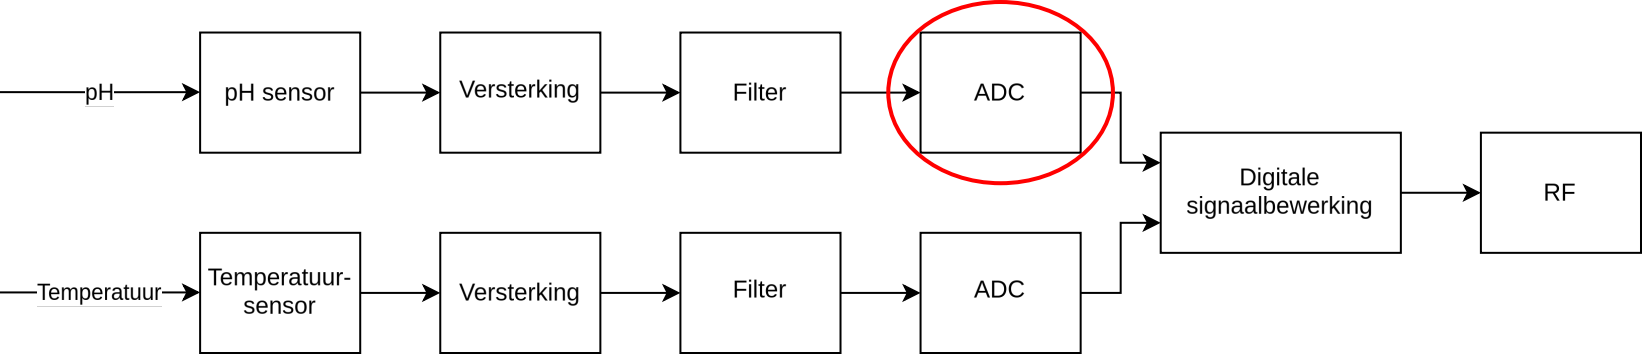 pH
pH sensor
Versterking
Filter
ADC
Digitale
signaalbewerking
RF
Temperatuur
Temperatuur-
sensor
Versterking
Filter
ADC